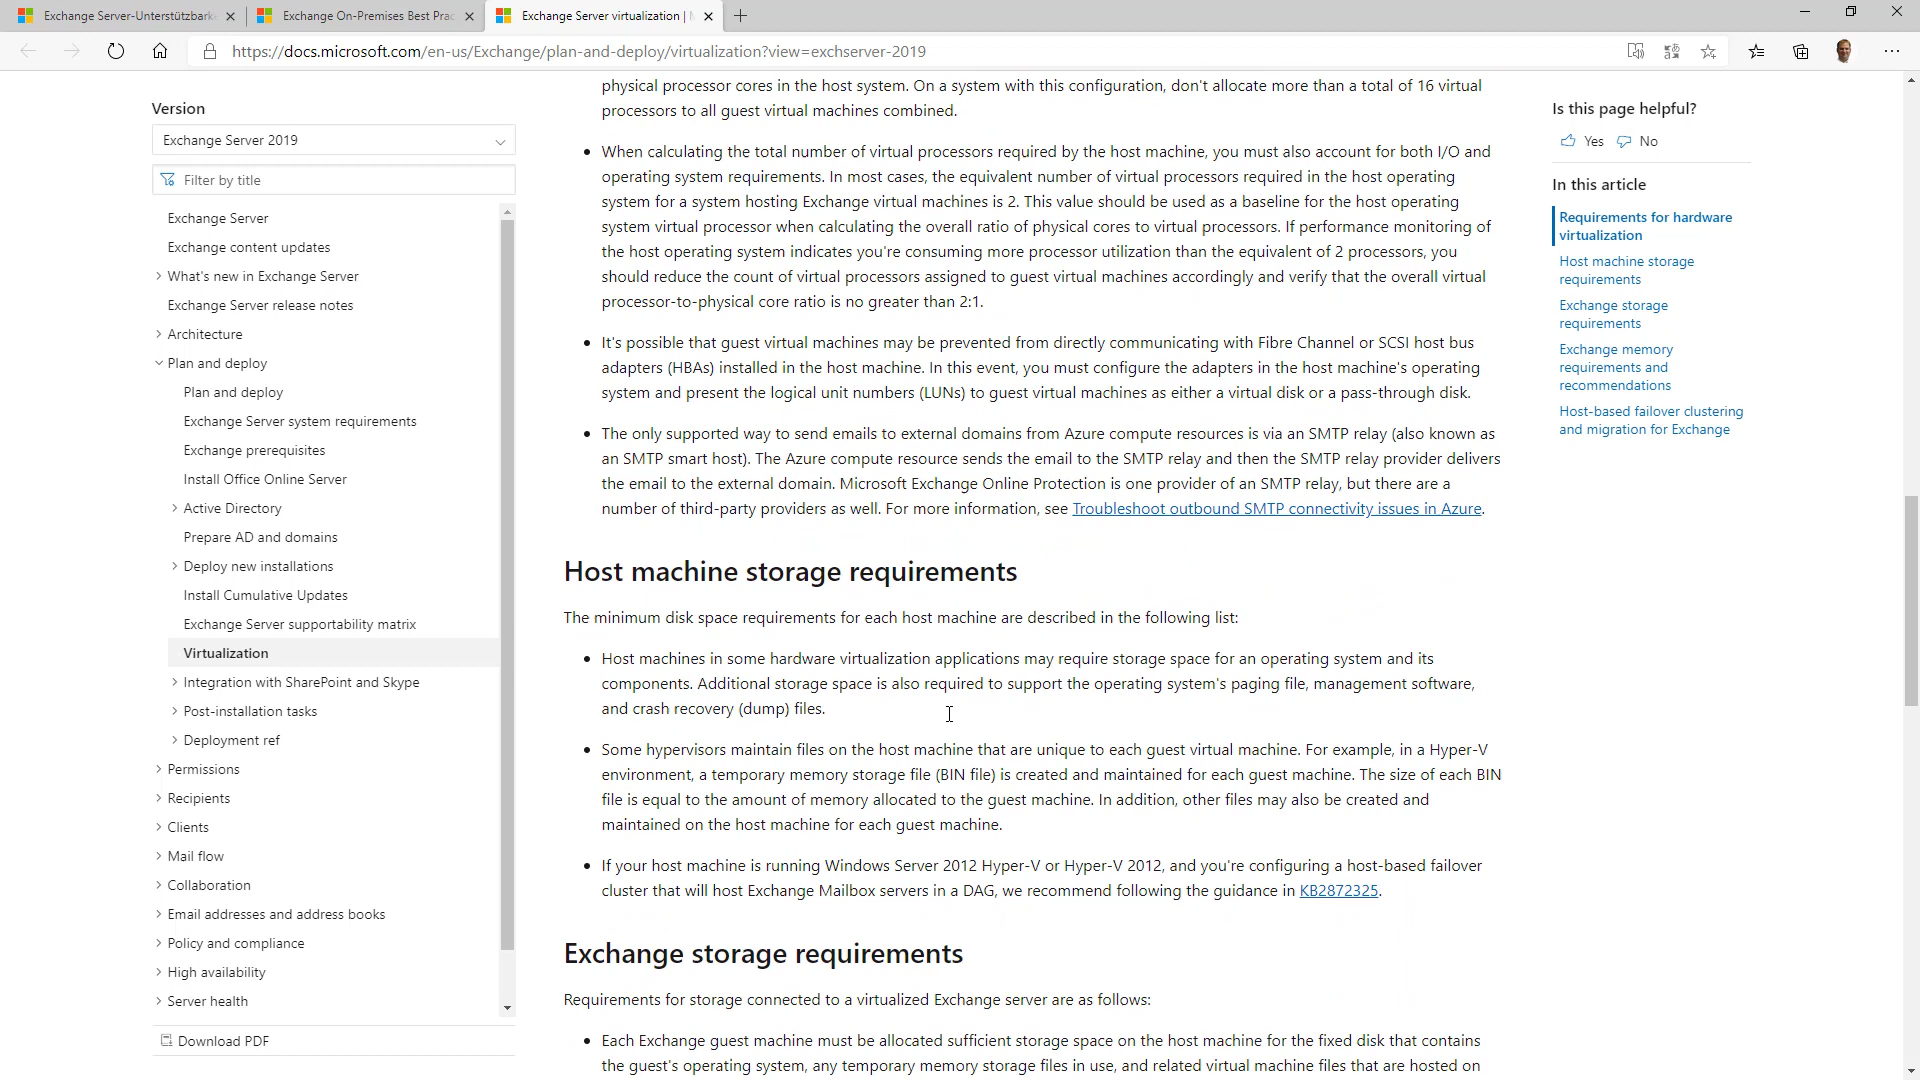 Exchange Server-Unterstützbark
Exchange On-Premises Best Prac
Exchange Server virtualization |
https://docs.microsoft.com/en-us/Exchange/plan-and-deploy/virtualization?view=exchserver-2019
Version
Exchange Server 2019
Filter by title
Exchange Server
Exchange content updates
What's new in Exchange Server
Exchange Server release notes
Architecture
Plan and deploy
Plan and deploy
Exchange Server system requirements
Exchange prerequisites
Install Office Online Server
Active Directory
Prepare AD and domains
Deploy new installations
Install Cumulative Updates
Exchange Server supportability matrix
Virtualization
Integration with SharePoint and Skype
Post-installation tasks
Deployment ref
Permissions
Recipients
Clients
Mail flow
Collaboration
Email addresses and address books
Policy and compliance
High availability
Server health
Download PDF
physical processor cores in the host system. On a system with this configuration, don't allocate more than a total of 16 virtual
processors to all guest virtual machines combined.
When calculating the total number of virtual processors required by the host machine, you must also account for both I/O and
operating system requirements. In most cases, the equivalent number of virtual processors required in the host operating
system for a system hosting Exchange virtual machines is 2. This value should be used as a baseline for the host operating
system virtual processor when calculating the overall ratio of physical cores to virtual processors. If performance monitoring of
the host operating system indicates you're consuming more processor utilization than the equivalent of 2 processors, you
should reduce the count of virtual processors assigned to guest virtual machines accordingly and verify that the overall virtual
processor-to-physical core ratio is no greater than 2:1.
It's possible that guest virtual machines may be prevented from directly communicating with Fibre Channel or SCSI host bus
adapters (HBAs) installed in the host machine. In this event, you must configure the adapters in the host machine's operating
system and present the logical unit numbers (LUNs) to guest virtual machines as either a virtual disk or a pass-through disk.
The only supported way to send emails to external domains from Azure compute resources is via an SMTP relay (also known as
an SMTP smart host). The Azure compute resource sends the email to the SMTP relay and then the SMTP relay provider delivers
the email to the external domain. Microsoft Exchange Online Protection is one provider of an SMTP relay, but there are a
number of third-party providers as well. For more information, see Troubleshoot outbound SMTP connectivity issues in Azure.
Host machine storage requirements
The minimum disk space requirements for each host machine are described in the following list:
Host machines in some hardware virtualization applications may require storage space for an operating system and its
components. Additional storage space is also required to support the operating system's paging file, management software,
and crash recovery (dump) files.
Some hypervisors maintain files on the host machine that are unique to each guest virtual machine. For example, in a Hyper-V
environment, a temporary memory storage file (BIN file) is created and maintained for each guest machine. The size of each BIN
file is equal to the amount of memory allocated to the guest machine. In addition, other files may also be created and
maintained on the host machine for each guest machine.
If your host machine is running Windows Server 2012 Hyper-V or Hyper-V 2012, and you're configuring a host-based failover
cluster that will host Exchange Mailbox servers in a DAG, we recommend following the guidance in KB2872325.
Exchange storage requirements
Requirements for storage connected to a virtualized Exchange server are as follows:
Each Exchange guest machine must be allocated sufficient storage space on the host machine for the fixed disk that contains
the guest's operating system, any temporary memory storage files in use, and related virtual machine files that are hosted on
Is this page helpful?
Yes No
In this article
Requirements for hardware
virtualization
Host machine storage
requirements
Exchange storage
requirements
Exchange memory
requirements and
recommendations
Host-based failover clustering
and migration for Exchange